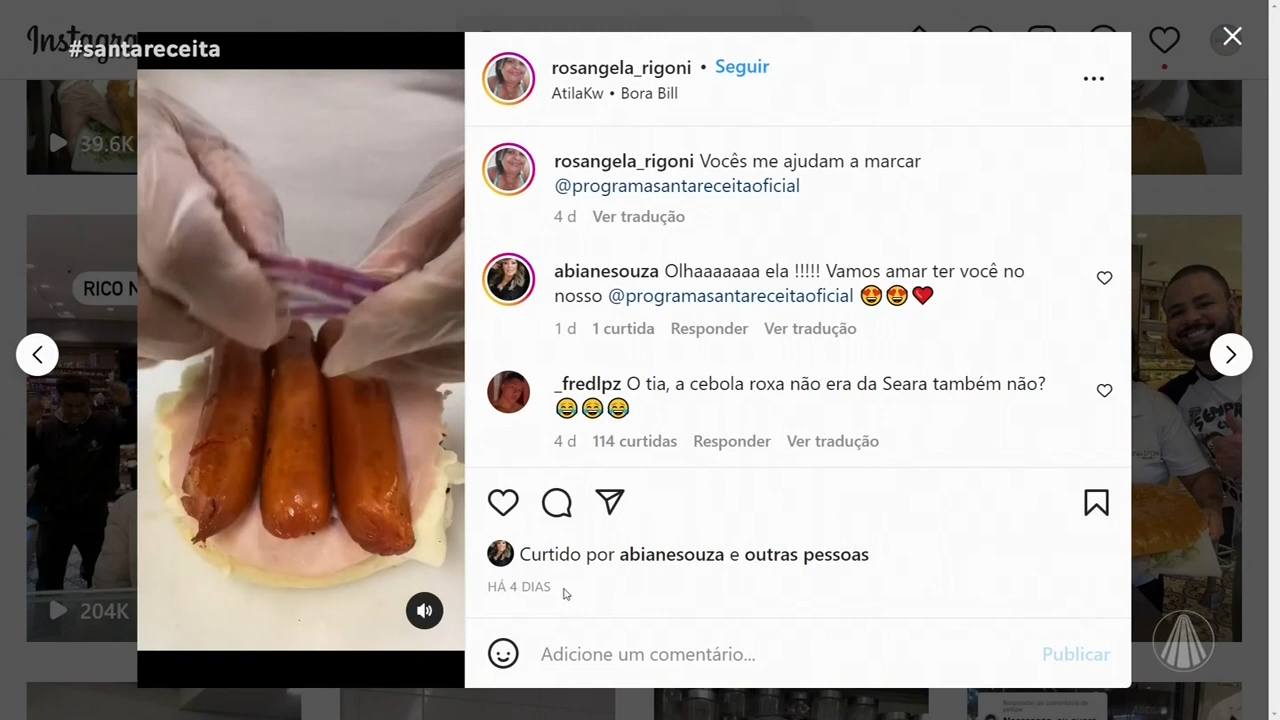 #santareceita
rosangela_rigoni • Seguir
AtilaKw • Bora Bill
39.6K
rosangela_rigoni Vocês me ajudam a marcar
@programasantareceitaoficial
4 d Ver tradução
abianesouza Olhaaaaaaa ela !!!!! Vamos amar ter você no
nosso @programasantareceitaoficial 😍😍❤️
1 d 1 curtida Responder Ver tradução
RICO
_fredlpz O tia, a cebola roxa não era da Seara também não?
😂😂😂
4 d 114 curtidas Responder Ver tradução
Curtido por abianesouza e outras pessoas
HÁ 4 DIAS
204K
Adicione um comentário...
Publicar